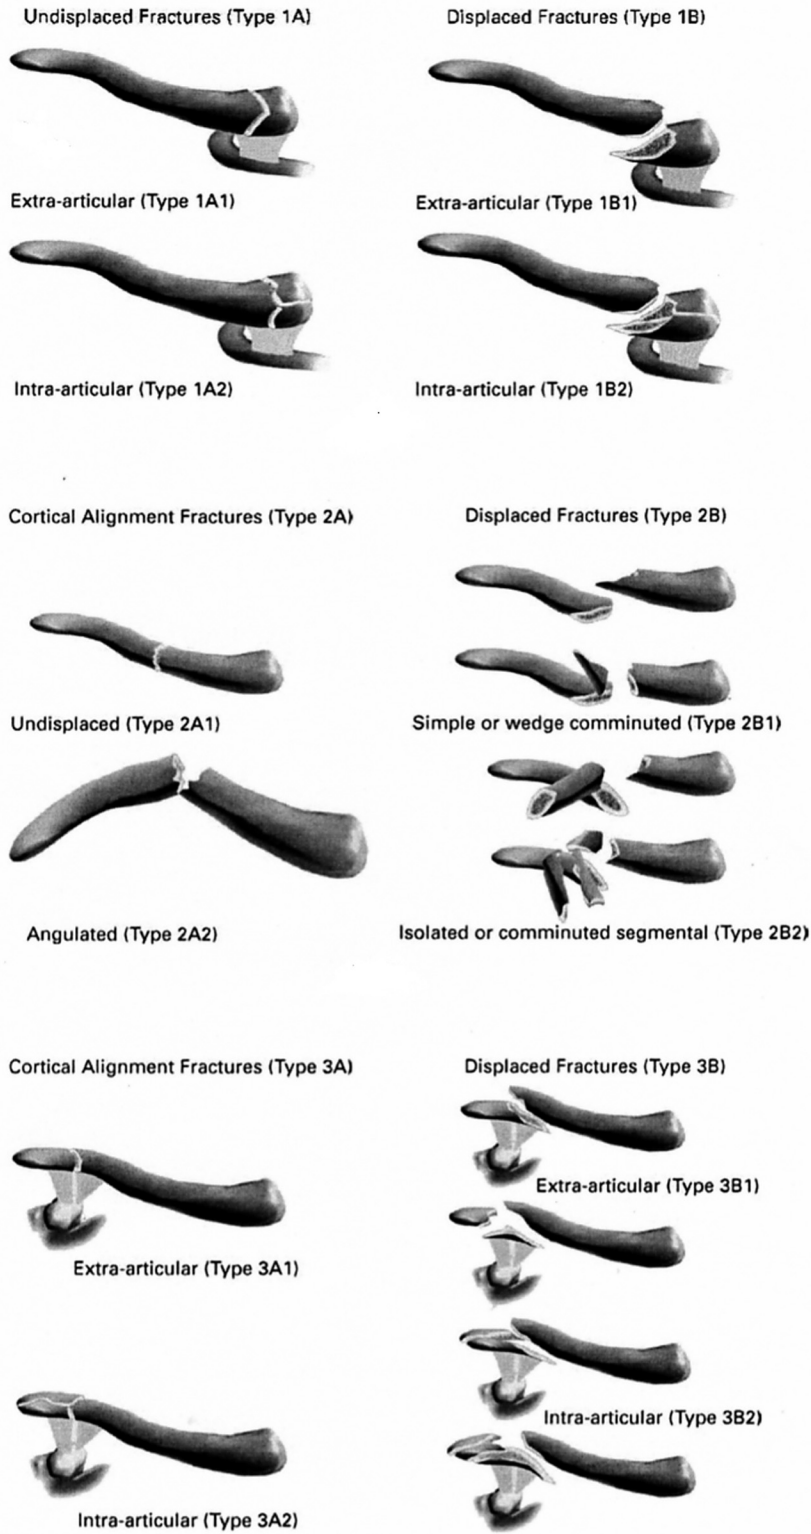 Undisplaced Fractures (Type 1A)
Displaced Fractures (Type 1B)
Extra-articular (Type 1A1)
Extra-articular (Type 1B1)
Intra-articular (Type 1A2)
Intra-articular (Type 1B2)
Cortical Alignment Fractures (Type 2A)
Displaced Fractures (Type 2B)
Undisplaced (Type 2A1)
Simple or wedge comminuted (Type 2B1)
Angulated (Type 2A2)
Isolated or comminuted segmental (Type 2B2)
Cortical Alignment Fractures (Type 3A)
Displaced Fractures (Type 3B)
Extra-articular (Type 3B1)
Extra-articular (Type 3A1)
Intra-articular (Type 3B2)
Intra-articular (Type 3A2)